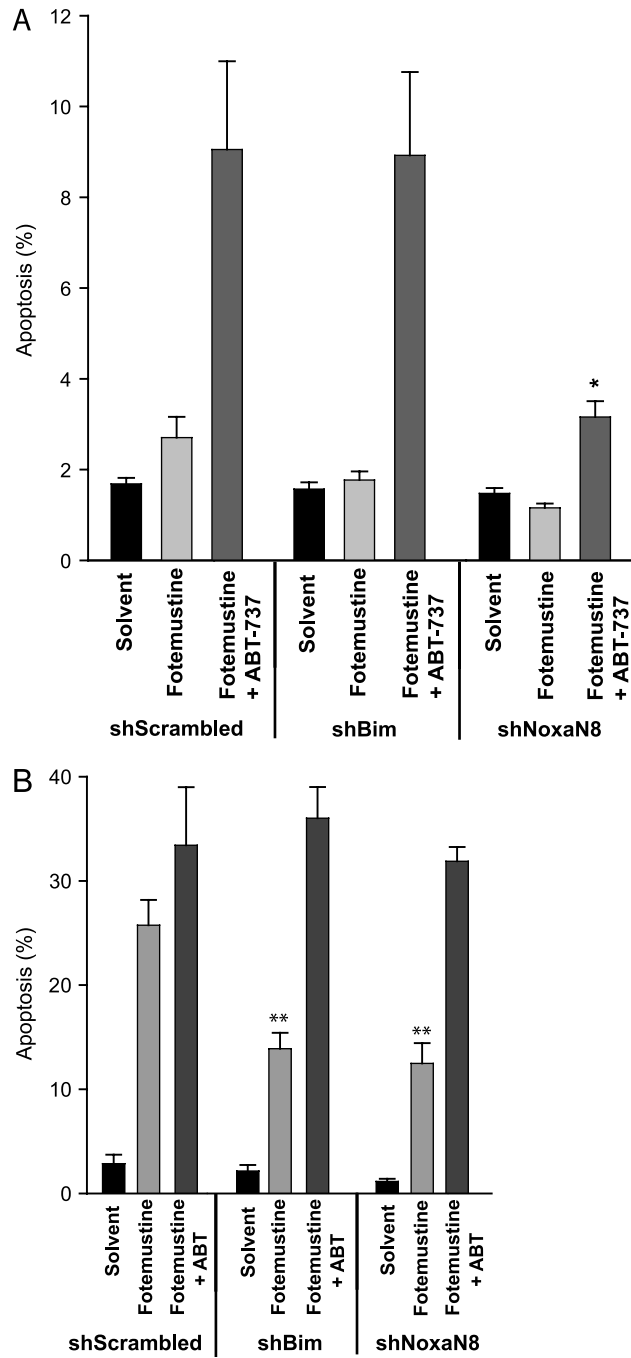 A
12
10
8
6
4
2
0
Apoptosis (%)
*
Solvent
Fotemustine
Fotemustine
+ ABT-737
Solvent
Fotemustine
Fotemustine
+ ABT-737
Solvent
Fotemustine
Fotemustine
+ ABT-737
shScrambled
shBim
shNoxaN8
B
40
30
20
10
0
Apoptosis (%)
**
**
Solvent
Fotemustine
Fotemustine
+ ABT
Solvent
Fotemustine
Fotemustine
+ ABT
Solvent
Fotemustine
Fotemustine
+ ABT
shScrambled
shBim
shNoxaN8